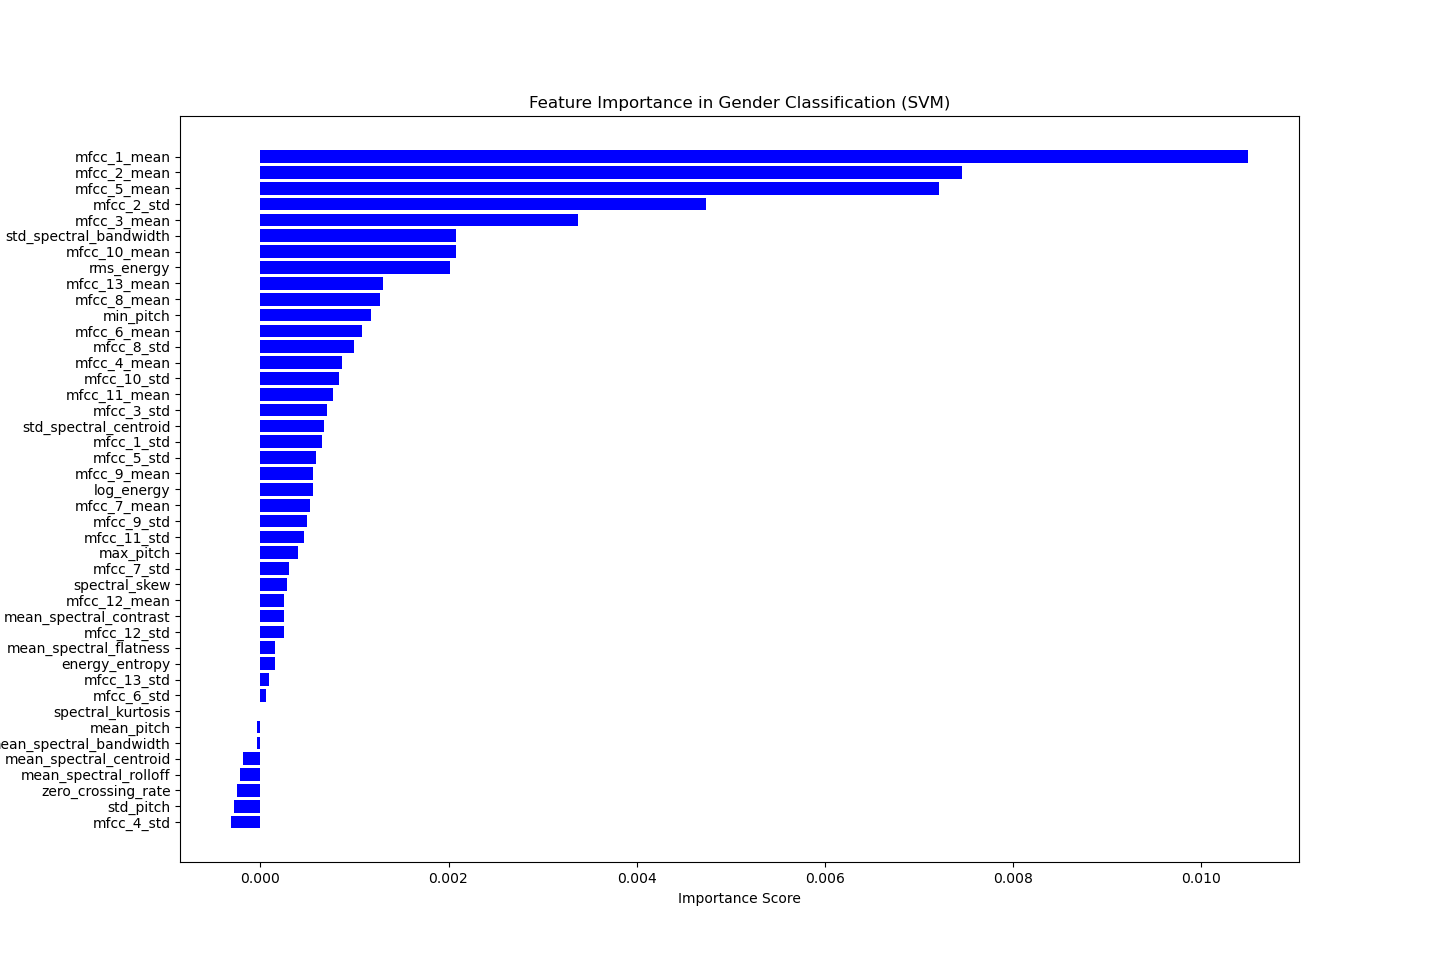 Feature Importance in Gender Classification (SVM)
mfcc_1_mean
mfcc_2_mean
mfcc_5_mean
mfcc_2_std
mfcc_3_mean
std_spectral_bandwidth
mfcc_10_mean
rms_energy
mfcc_13_mean
mfcc_8_mean
min_pitch
mfcc_6_mean
mfcc_8_std
mfcc_4_mean
mfcc_10_std
mfcc_11_mean
mfcc_3_std
std_spectral_centroid
mfcc_1_std
mfcc_5_std
mfcc_9_mean
log_energy
mfcc_7_mean
mfcc_9_std
mfcc_11_std
max_pitch
mfcc_7_std
spectral_skew
mfcc_12_mean
mean_spectral_contrast
mfcc_12_std
mean_spectral_flatness
energy_entropy
mfcc_13_std
mfcc_6_std
spectral_kurtosis
mean_pitch
ean_spectral_bandwidth
mean_spectral_centroid
mean_spectral_rolloff
zero_crossing_rate
std_pitch
mfcc_4_std
0.000 0.002 0.004 0.006 0.008 0.010
Importance Score